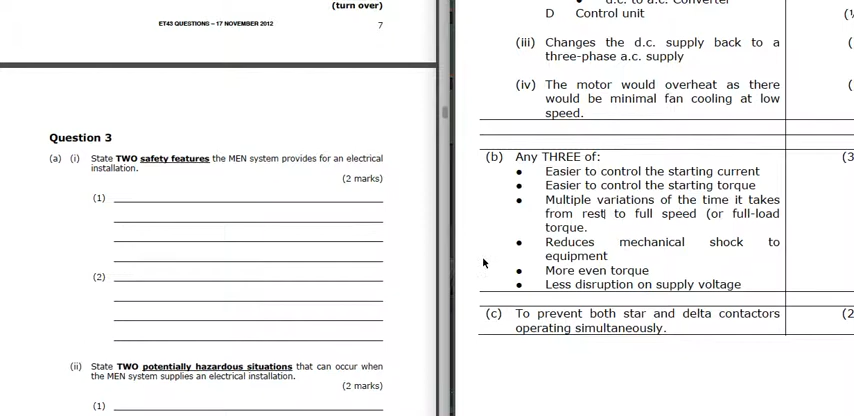 (turn over)
ET43 QUESTIONS – 17 NOVEMBER 2012
7
Question 3
(a) (i) State TWO safety features the MEN system provides for an electrical
installation.
(2 marks)
(1)
(2)
(ii) State TWO potentially hazardous situations that can occur when
the MEN system supplies an electrical installation.
(2 marks)
(1)
d.c. to a.c. Converter
D Control unit
(iii) Changes the d.c. supply back to a
three-phase a.c. supply
(iv) The motor would overheat as there
would be minimal fan cooling at low
speed.
(b) Any THREE of:
• Easier to control the starting current
• Easier to control the starting torque
• Multiple variations of the time it takes
from rest to full speed (or full-load
torque.
• Reduces mechanical shock to
equipment
• More even torque
• Less disruption on supply voltage
(3
(c) To prevent both star and delta contactors
operating simultaneously.
(2